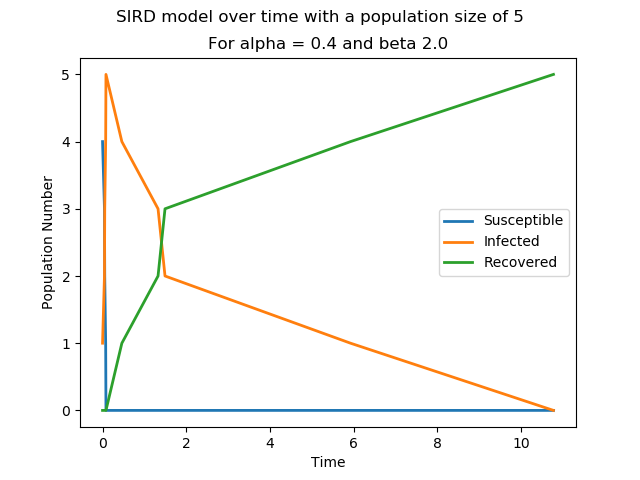 SIRD model over time with a population size of 5
For alpha = 0.4 and beta 2.0
5
4
3
2
1
0
Population Number
Susceptible
Infected
Recovered
0 2 4 6 8 10
Time